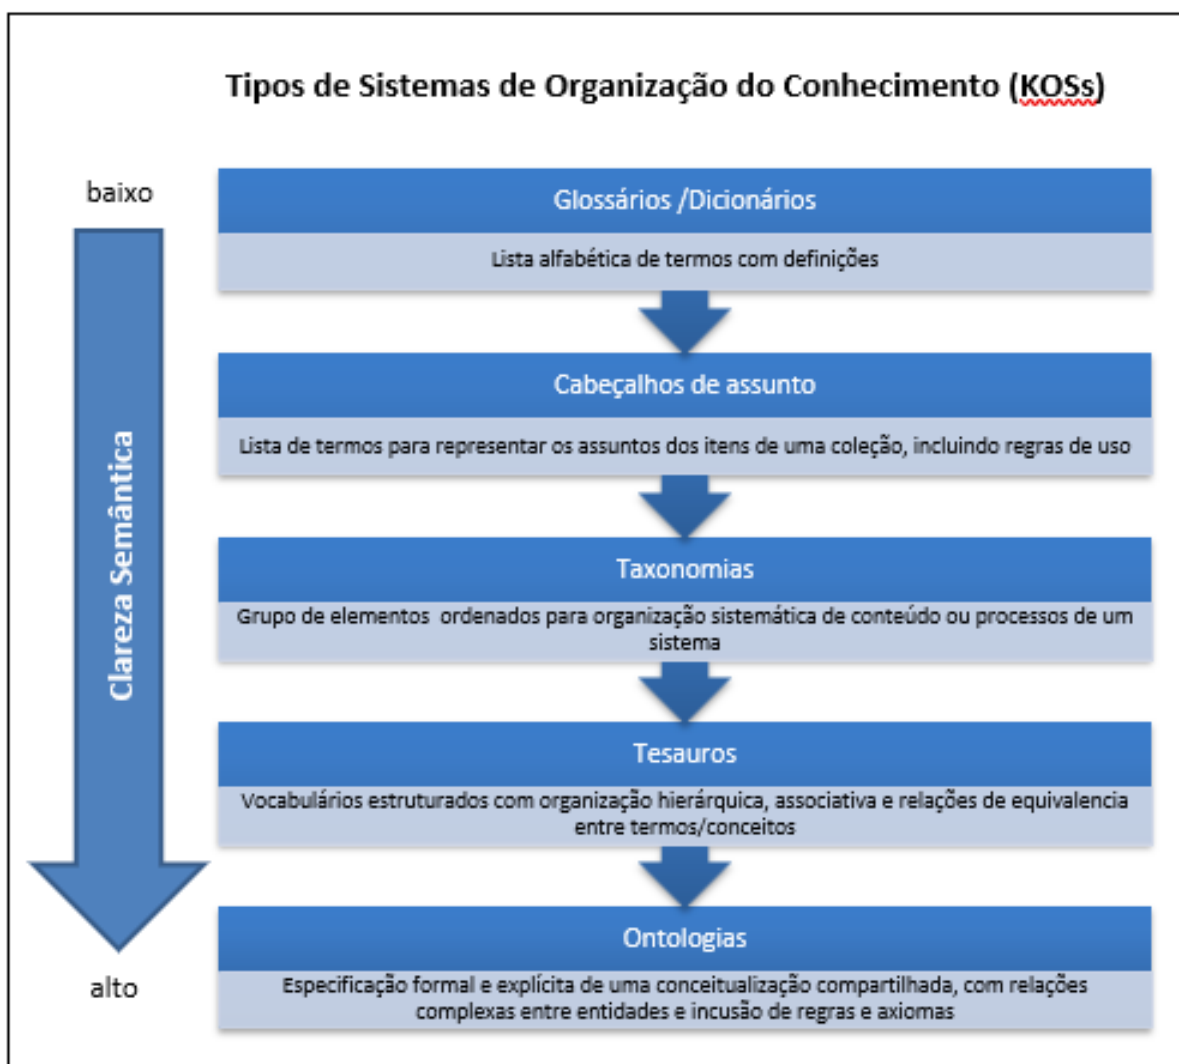 Tipos de Sistemas de Organização do Conhecimento (KOSs)
baixo
Glossários /Dicionários
Lista alfabética de termos com definições
Cabeçalhos de assunto
Lista de termos para representar os assuntos dos itens de uma coleção, incluindo regras de uso
Clareza Semântica
Taxonomias
Grupo de elementos ordenados para organização sistemática de conteúdo ou processos de um
sistema
Tesauros
Vocabulários estruturados com organização hierárquica, associativa e relações de equivalencia
entre termos/conceitos
Ontologias
alto
Especificação formal e explícita de uma conceitualização compartilhada, com relações
complexas entre entidades e incusão de regras e axiomas